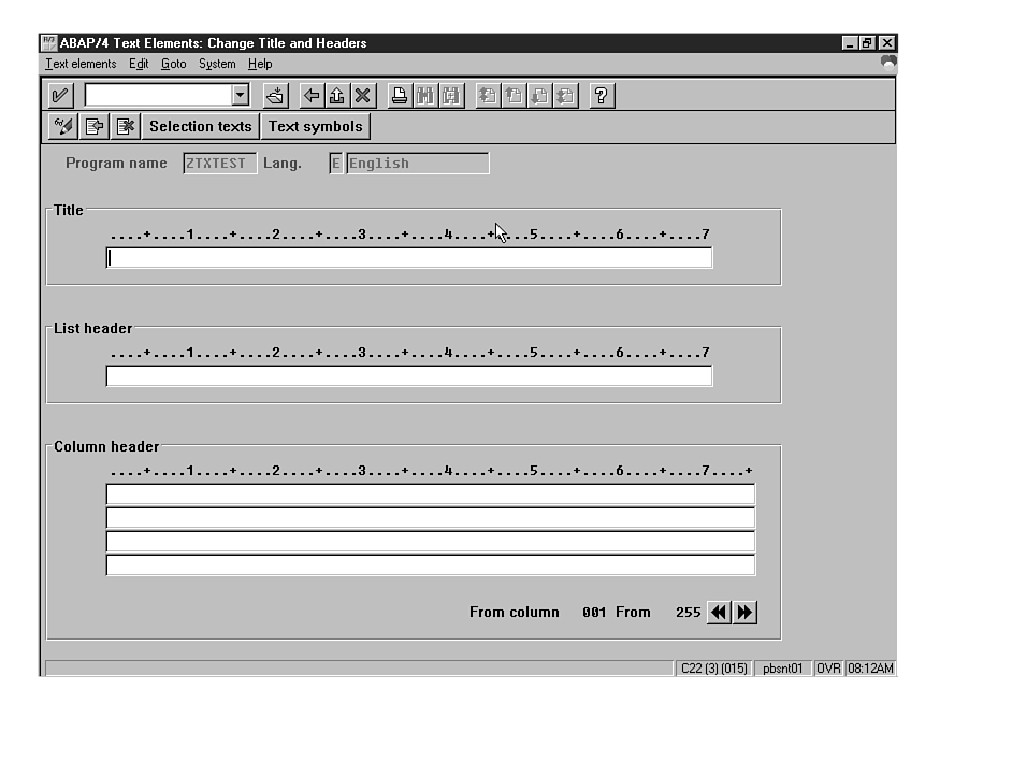 ABAP/4 Text Elements: Change Title and Headers
Text elements Edit Goto System Help
Selection texts Text symbols
Program name ZTXTEST Lang. E English
Title
....+....1....+....2....+....3....+....4....+....5....+....6....+....7
List header
....+....1....+....2....+....3....+....4....+....5....+....6....+....7
Column header
....+....1....+....2....+....3....+....4....+....5....+....6....+....7....+
From column 001 From 255
C22 (3) (015) pbsnt01 OVR 08:12AM